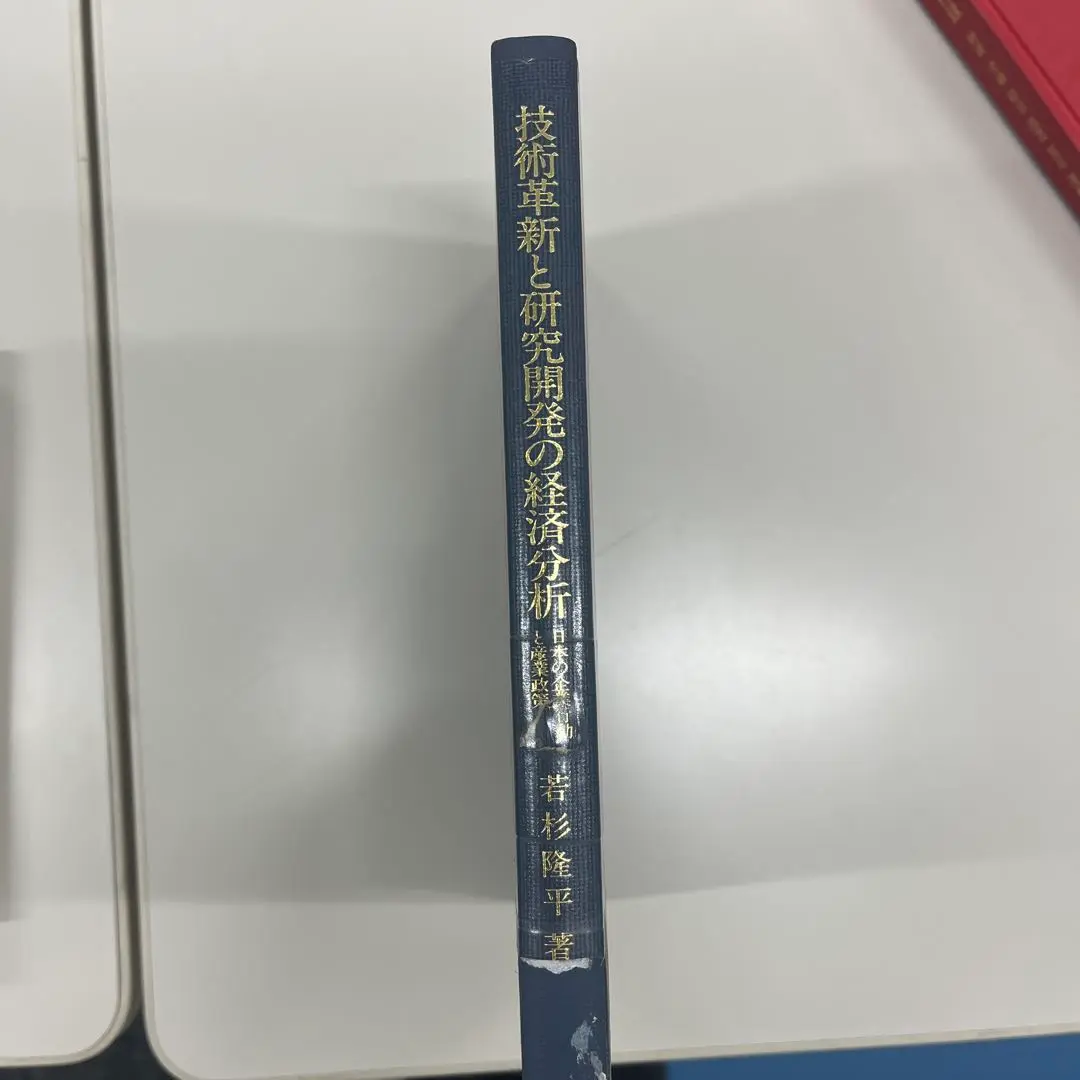 技術革新と研究開発の経済分析
日本の企業行動
と産業政策
若杉隆平著